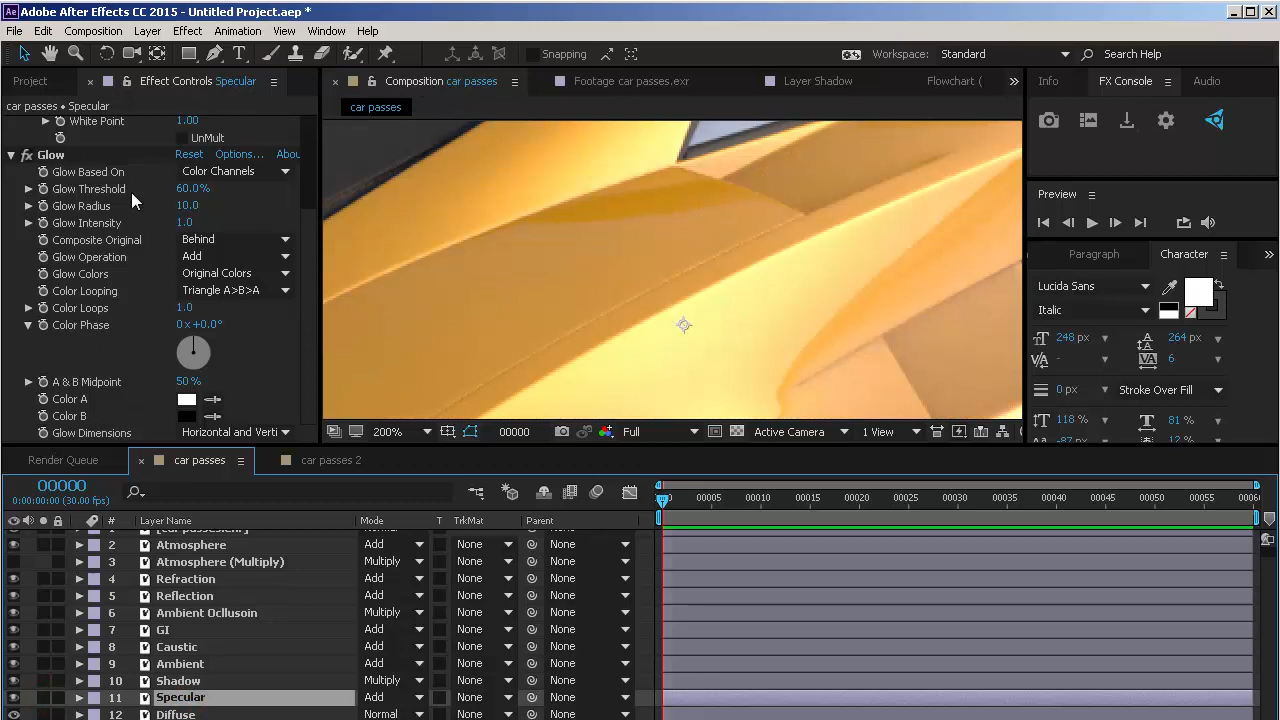 Ae Adobe After Effects CC 2015 - Untitled Project.aep *
File Edit Composition Layer Effect Animation View Window Help
Snapping Workspace: Standard Search Help
Project × Effect Controls Specular
× Composition car passes Footage car passes.exr Layer Shadow Flowchart (
Info FX Console Audio
car passes • Specular
car passes
White Point 1.00
UnMult
fx Glow Reset Options... Abou
Glow Based On Color Channels
Glow Threshold 60.0%
Glow Radius 10.0
Glow Intensity 1.0
Composite Original Behind
Glow Operation Add
Glow Colors Original Colors
Color Looping Triangle A>B>A
Color Loops 1.0
Color Phase 0x+0.0°
A & B Midpoint 50 %
Color A
Color B
Glow Dimensions Horizontal and Verti
Preview
Paragraph Character
Lucida Sans
Italic
248 px 264 px
- 6
0 px Stroke Over Fill
118 % 81 %
-87 px 12 %
200% 00000 Full Active Camera 1 View
Render Queue × car passes car passes 2
00000
0:00:00:00 (30.00 fps)
00005 00010 00015 00020 00025 00030 00035 00040 00045 00050 00055
# Layer Name Mode T TrkMat Parent
2 Atmosphere Add None None
3 Atmosphere (Multiply) Multiply None None
4 Refraction Add None None
5 Reflection Add None None
6 Ambient Ocllusoin Multiply None None
7 GI Add None None
8 Caustic Add None None
9 Ambient Add None None
10 Shadow Multiply None None
11 Specular Add None None
12 Diffuse Normal None None